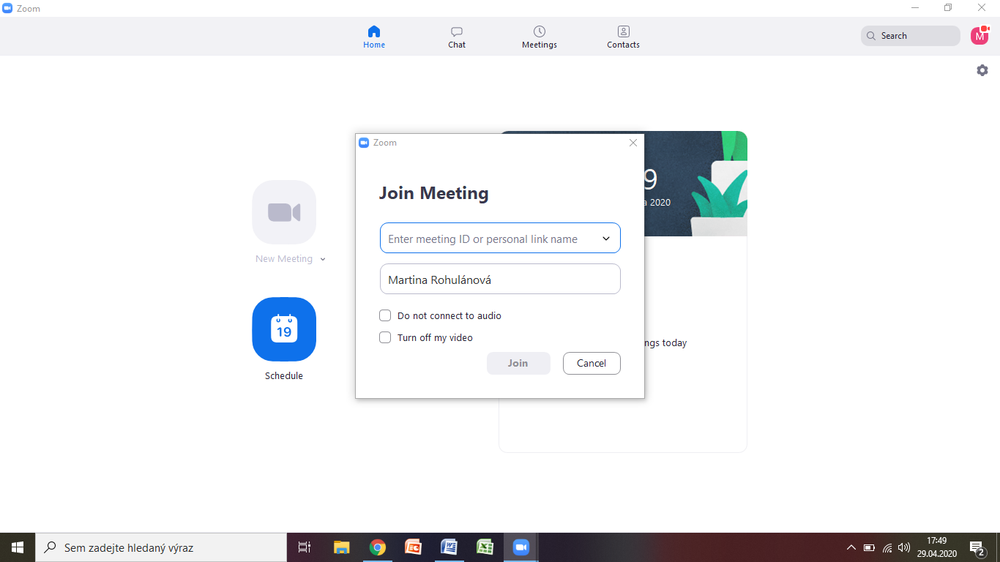 Zoom
Home
Chat
Meetings
Contacts
Search
M
Zoom
Join Meeting
9
2020
Enter meeting ID or personal link name
New Meeting
Martina Rohulánová
Do not connect to audio
Turn off my video
today
Join
Cancel
19
Schedule
Sem zadejte hledaný výraz
17:49
29.04.2020
2